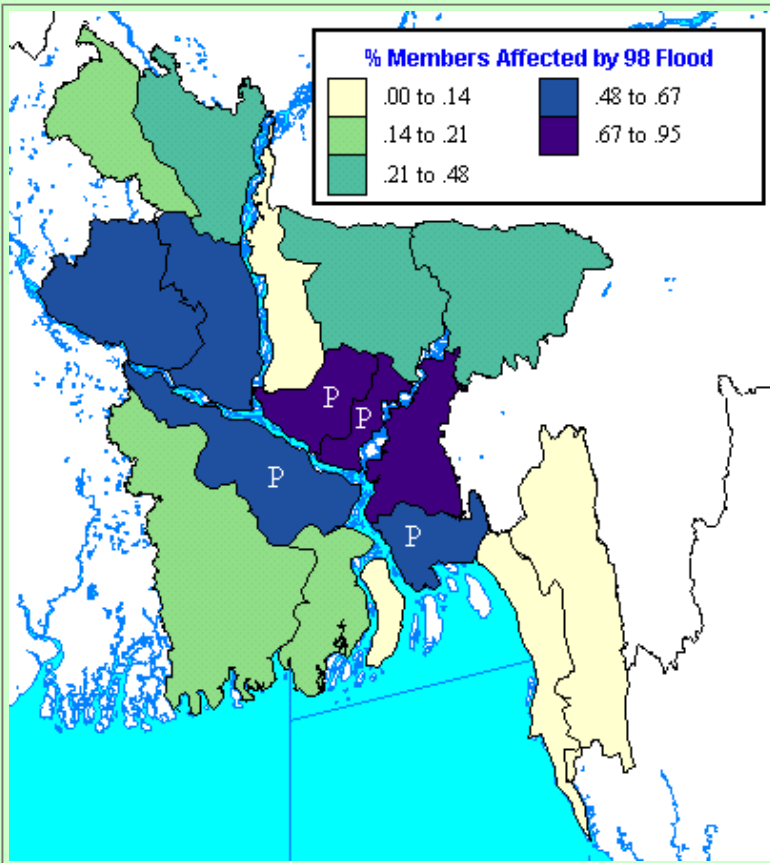 % Members Affected by 98 Flood
.00 to .14
.14 to .21
.21 to .48
.48 to .67
.67 to .95
P
P
P
P